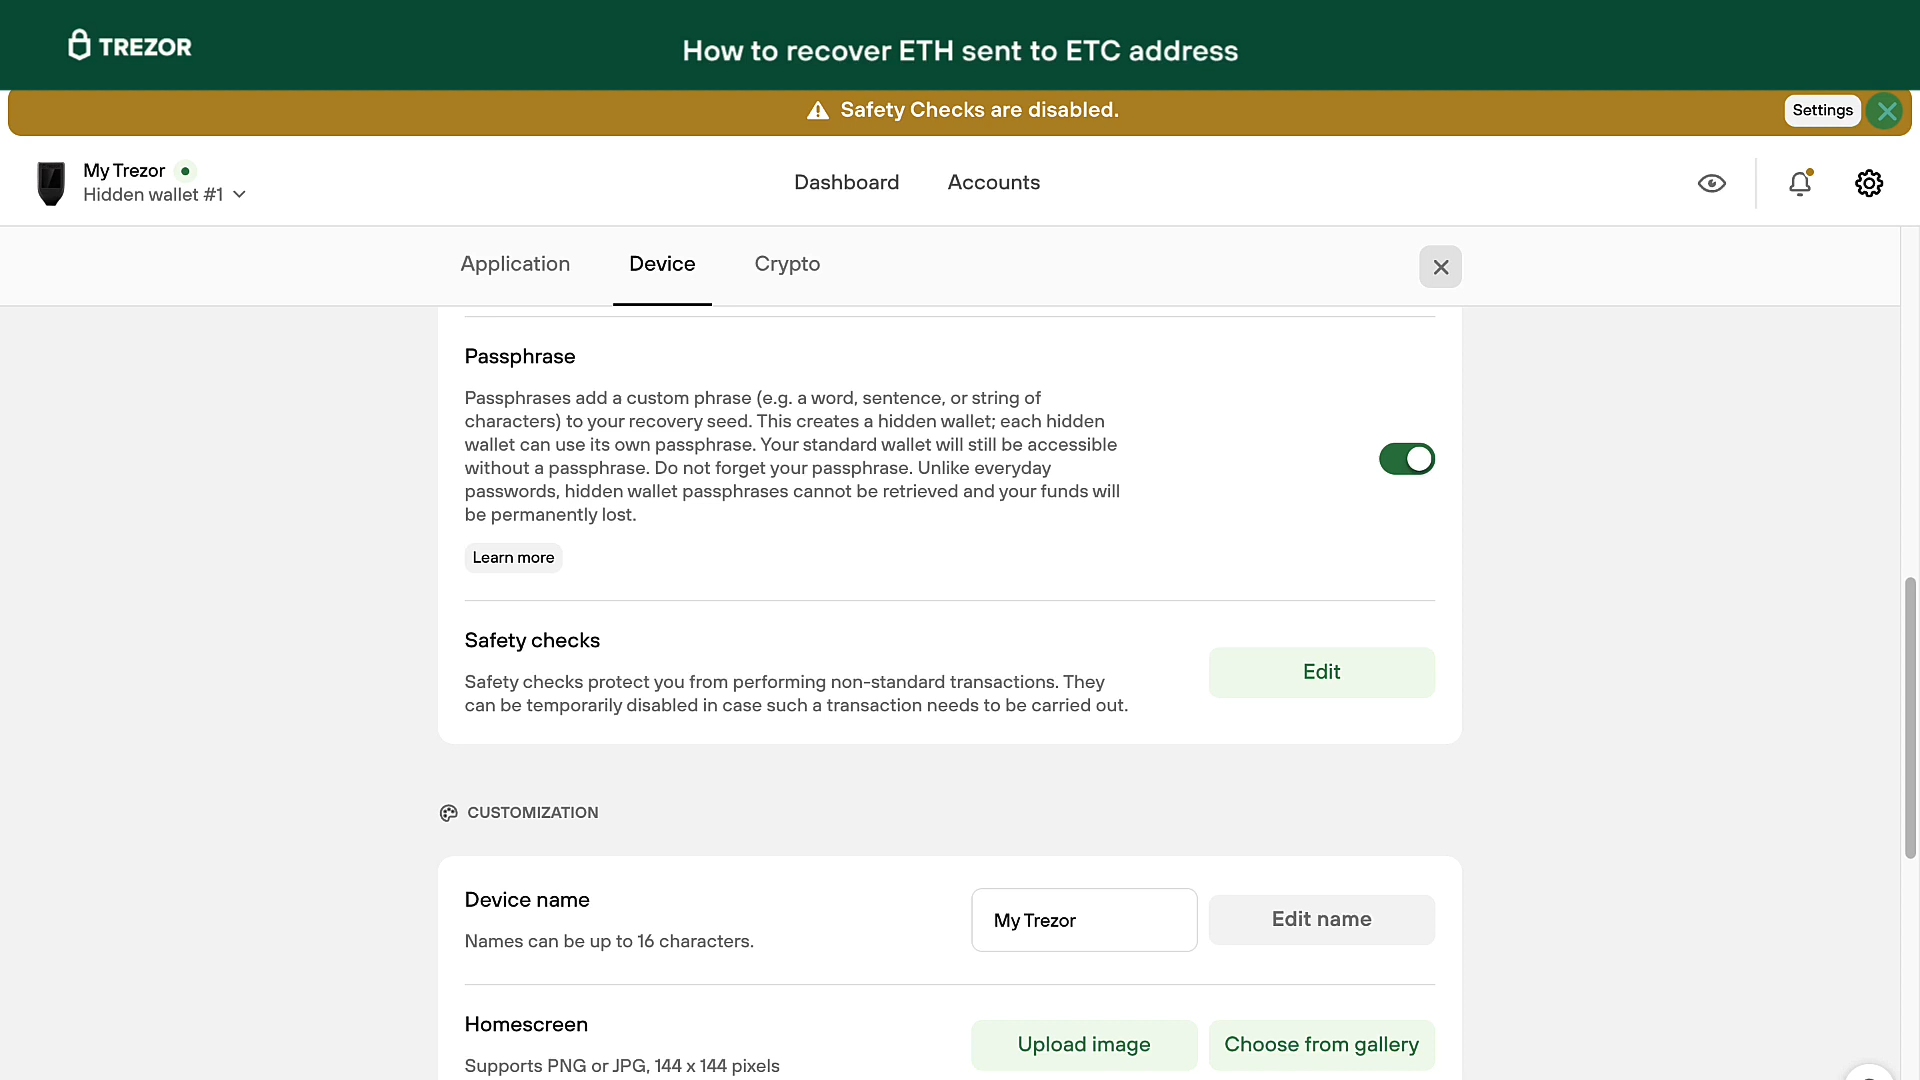 TREZOR
How to recover ETH sent to ETC address
Safety Checks are disabled.
Settings
My Trezor
Hidden wallet #1
Dashboard
Accounts
Application
Device
Crypto
Passphrase
Passphrases add a custom phrase (e.g. a word, sentence, or string of
characters) to your recovery seed. This creates a hidden wallet; each hidden
wallet can use its own passphrase. Your standard wallet will still be accessible
without a passphrase. Do not forget your passphrase. Unlike everyday
passwords, hidden wallet passphrases cannot be retrieved and your funds will
be permanently lost.
Learn more
Safety checks
Safety checks protect you from performing non-standard transactions. They
can be temporarily disabled in case such a transaction needs to be carried out.
Edit
CUSTOMIZATION
Device name
Names can be up to 16 characters.
My Trezor
Edit name
Homescreen
Supports PNG or JPG, 144 x 144 pixels
Upload image
Choose from gallery